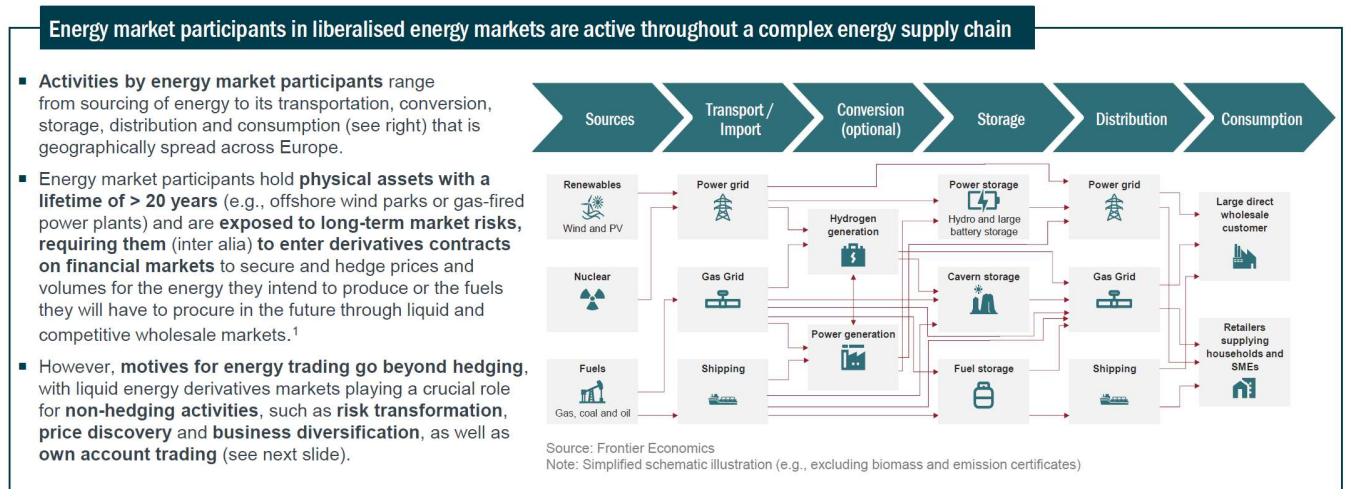 Energy market participants in liberalised energy markets are active throughout a complex energy supply chain
▪ Activities by energy market participants range
from sourcing of energy to its transportation, conversion,
storage, distribution and consumption (see right) that is
geographically spread across Europe.
▪ Energy market participants hold physical assets with a
lifetime of > 20 years (e.g., offshore wind parks or gas-fired
power plants) and are exposed to long-term market risks,
requiring them (inter alia) to enter derivatives contracts
on financial markets to secure and hedge prices and
volumes for the energy they intend to produce or the fuels
they will have to procure in the future through liquid and
competitive wholesale markets.¹
▪ However, motives for energy trading go beyond hedging,
with liquid energy derivatives markets playing a crucial role
for non-hedging activities, such as risk transformation,
price discovery and business diversification, as well as
own account trading (see next slide).
Sources
Transport /
Import
Conversion
(optional)
Storage
Distribution
Consumption
Renewables
Wind and PV
Nuclear
Fuels
Gas, coal and oil
Power grid
Gas Grid
Shipping
Hydrogen
generation
Power generation
Power storage
Hydro and large
battery storage
Cavern storage
Fuel storage
Power grid
Gas Grid
Shipping
Large direct
wholesale
customer
Retailers
supplying
households and
SMEs
Source: Frontier Economics
Note: Simplified schematic illustration (e.g., excluding biomass and emission certificates)